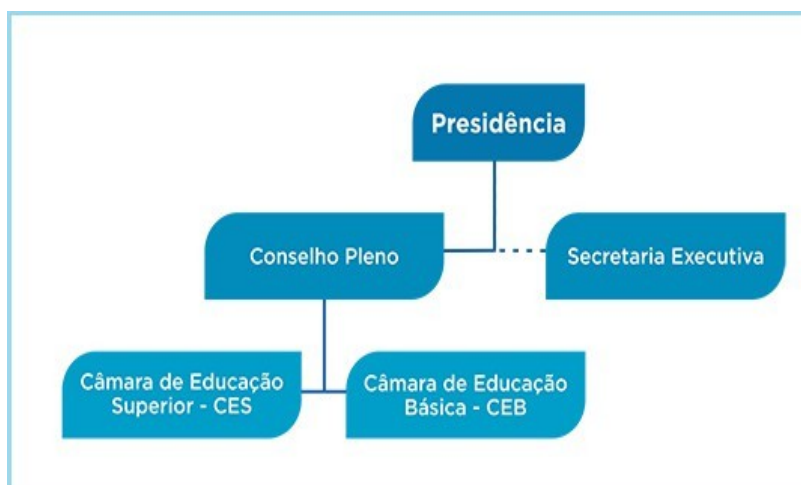 Presidência
Conselho Pleno
Secretaria Executiva
Câmara de Educação
Superior - CES
Câmara de Educação
Básica - CEB